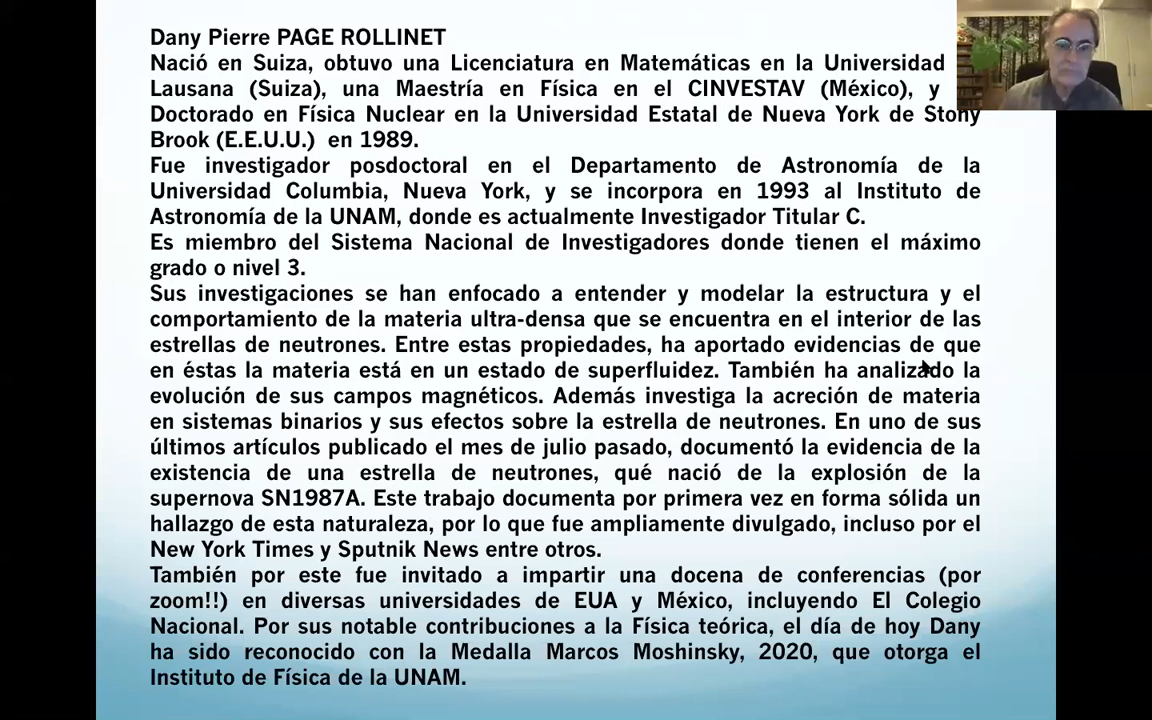 Dany Pierre PAGE ROLLINET
Nació en Suiza, obtuvo una Licenciatura en Matemáticas en la Universidad
Lausana (Suiza), una Maestría en Física en el CINVESTAV (México), y
Doctorado en Física Nuclear en la Universidad Estatal de Nueva York de Stony
Brook (E.E.U.U.) en 1989.
Fue investigador posdoctoral en el Departamento de Astronomía de la
Universidad Columbia, Nueva York, y se incorpora en 1993 al Instituto de
Astronomía de la UNAM, donde es actualmente Investigador Titular C.
Es miembro del Sistema Nacional de Investigadores donde tienen el máximo
grado o nivel 3.
Sus investigaciones se han enfocado a entender y modelar la estructura y el
comportamiento de la materia ultra-densa que se encuentra en el interior de las
estrellas de neutrones. Entre estas propiedades, ha aportado evidencias de que
en éstas la materia está en un estado de superfluidez. También ha analizado la
evolución de sus campos magnéticos. Además investiga la acreción de materia
en sistemas binarios y sus efectos sobre la estrella de neutrones. En uno de sus
últimos artículos publicado el mes de julio pasado, documentó la evidencia de la
existencia de una estrella de neutrones, qué nació de la explosión de la
supernova SN1987A. Este trabajo documenta por primera vez en forma sólida un
hallazgo de esta naturaleza, por lo que fue ampliamente divulgado, incluso por el
New York Times y Sputnik News entre otros.
También por este fue invitado a impartir una docena de conferencias (por
zoom!!) en diversas universidades de EUA y México, incluyendo El Colegio
Nacional. Por sus notable contribuciones a la Física teórica, el día de hoy Dany
ha sido reconocido con la Medalla Marcos Moshinsky, 2020, que otorga el
Instituto de Física de la UNAM.